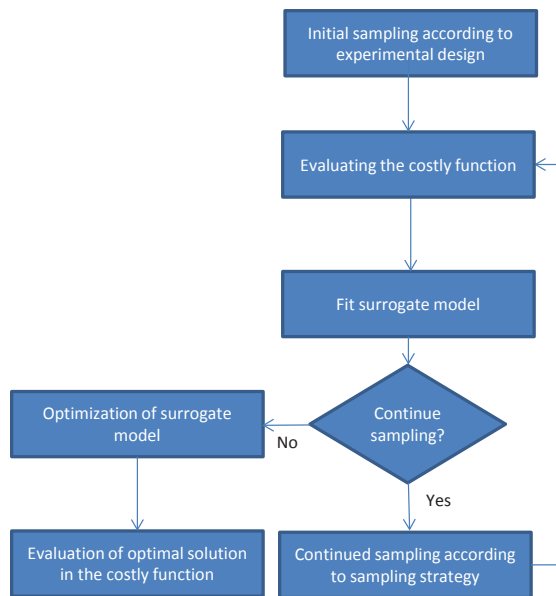 Initial sampling according to
experimental design
Evaluating the costly function
Fit surrogate model
Continue
sampling?
No
Optimization of surrogate
model
Evaluation of optimal solution
in the costly function
Yes
Continued sampling according
to sampling strategy